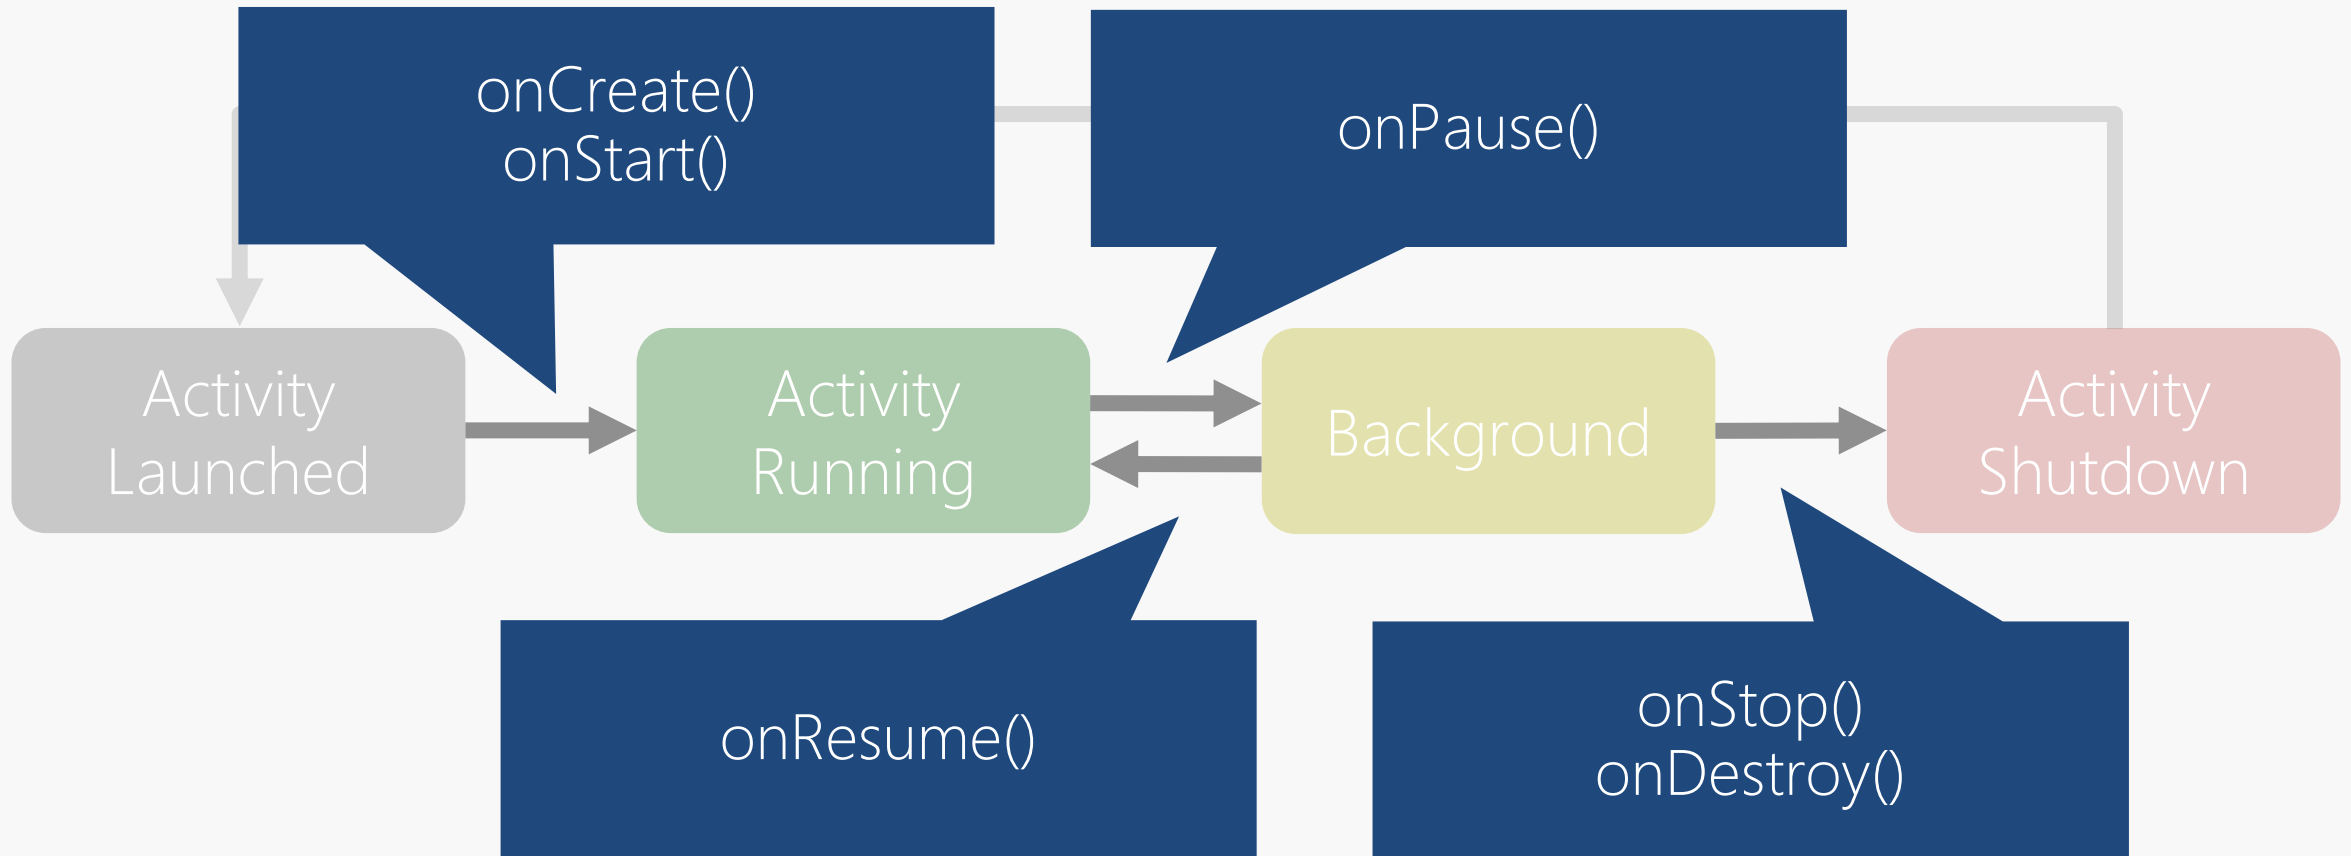 onCreate()
onStart()
onPause()
Activity
Launched
Activity
Running
Background
Activity
Shutdown
onResume()
onStop()
onDestroy()